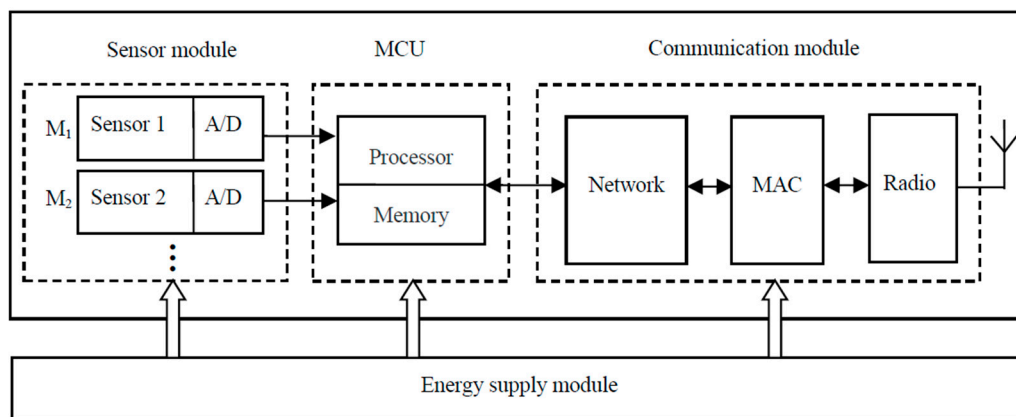 Sensor module
MCU
Communication module
M1 Sensor 1 A/D
M2 Sensor 2 A/D
Processor
Memory
Network
MAC
Radio
Energy supply module